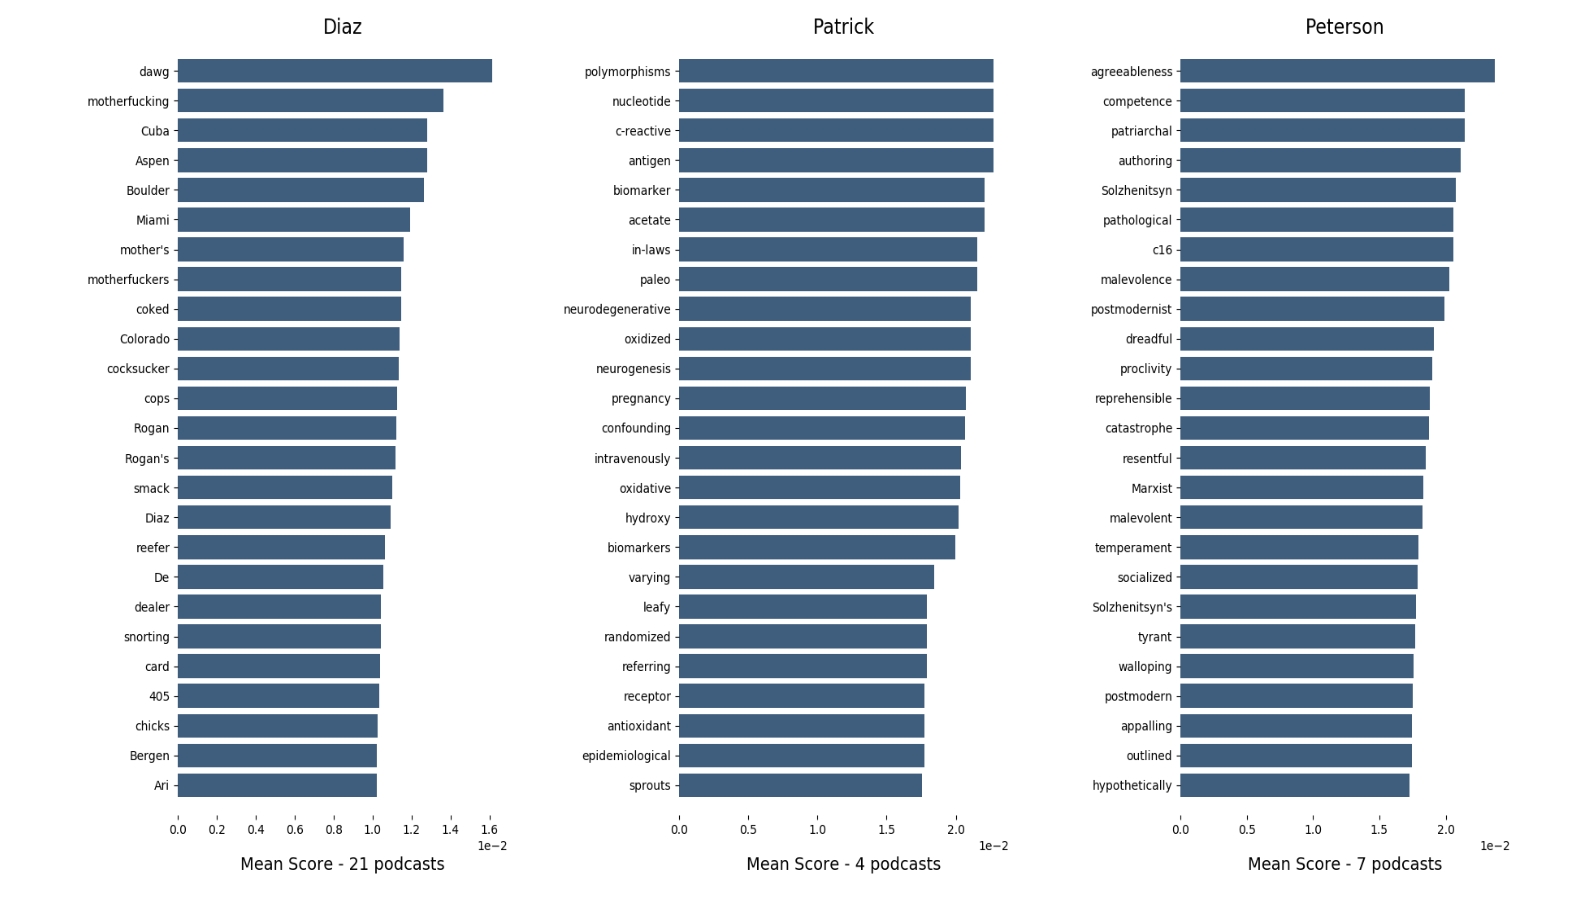 Diaz
dawg
motherfucking
Cuba
Aspen
Boulder
Miami
mother's
motherfuckers
coked
Colorado
cocksucker
cops
Rogan
Rogan's
smack
Diaz
reefer
De
dealer
snorting
card
405
chicks
Bergen
Ari
0.0 0.2 0.4 0.6 0.8 1.0 1.2 1.4 1.6
1e−2
Mean Score - 21 podcasts
Patrick
polymorphisms
nucleotide
c-reactive
antigen
biomarker
acetate
in-laws
paleo
neurodegenerative
oxidized
neurogenesis
pregnancy
confounding
intravenously
oxidative
hydroxy
biomarkers
varying
leafy
randomized
referring
receptor
antioxidant
epidemiological
sprouts
0.0 0.5 1.0 1.5 2.0
1e−2
Mean Score - 4 podcasts
Peterson
agreeableness
competence
patriarchal
authoring
Solzhenitsyn
pathological
c16
malevolence
postmodernist
dreadful
proclivity
reprehensible
catastrophe
resentful
Marxist
malevolent
temperament
socialized
Solzhenitsyn's
tyrant
walloping
postmodern
appalling
outlined
hypothetically
0.0 0.5 1.0 1.5 2.0
1e−2
Mean Score - 7 podcasts